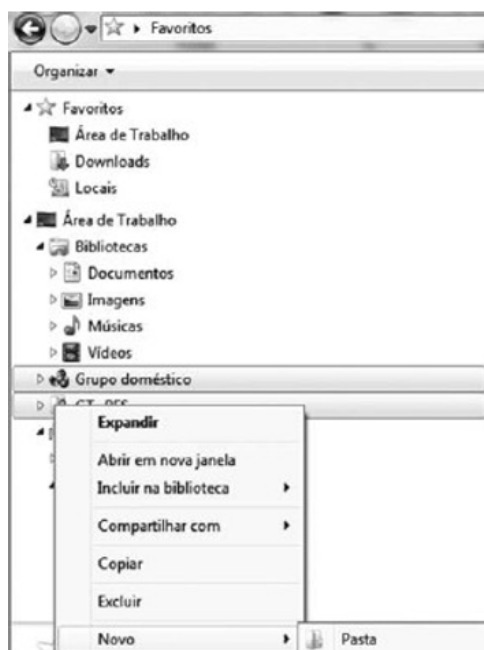 Favoritos
Organizar
Favoritos
Área de Trabalho
Downloads
Locais
Área de Trabalho
Bibliotecas
Documentos
Imagens
Músicas
Vídeos
Grupo doméstico
Expandir
Abrir em nova janela
Incluir na biblioteca
Compartilhar com
Copiar
Excluir
Novo Pasta